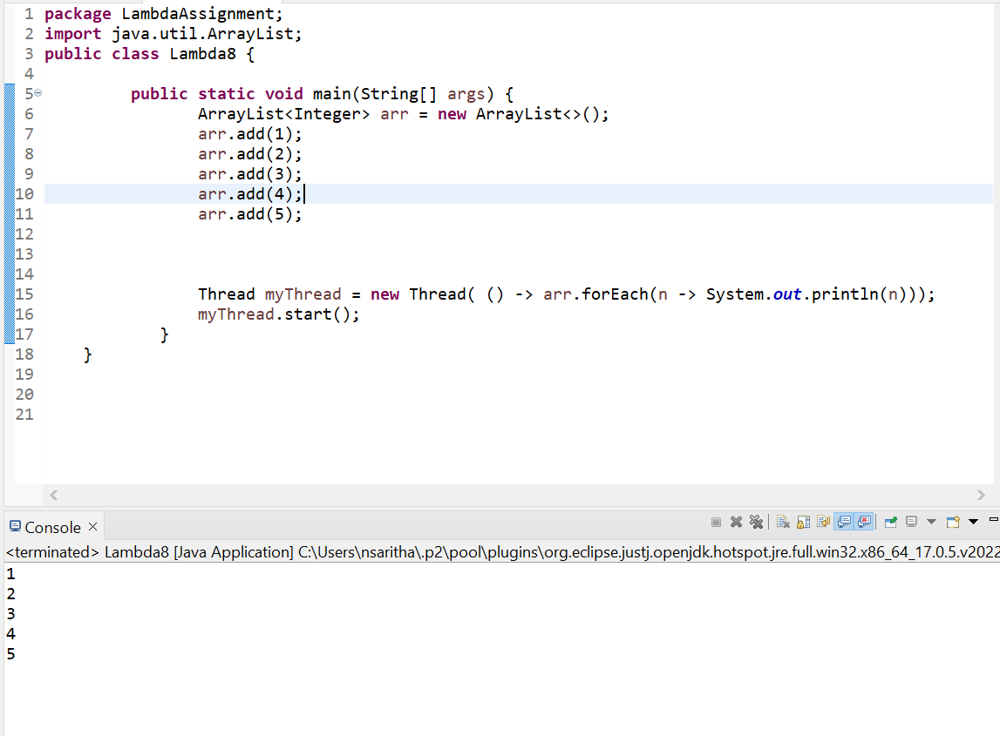 1 package LambdaAssignment;
2 import java.util.ArrayList;
3 public class Lambda8 {
4
5 public static void main(String[] args) {
6 ArrayList<Integer> arr = new ArrayList<>();
7 arr.add(1);
8 arr.add(2);
9 arr.add(3);
10 arr.add(4);
11 arr.add(5);
12
13
14
15 Thread myThread = new Thread( () -> arr.forEach(n -> System.out.println(n)));
16 myThread.start();
17 }
18 }
19
20
21
Console
<terminated> Lambda8 [Java Application] C:\Users\nsaritha\.p2\pool\plugins\org.eclipse.justj.openjdk.hotspot.jre.full.win32.x86_64_17.0.5.v2022
1
2
3
4
5